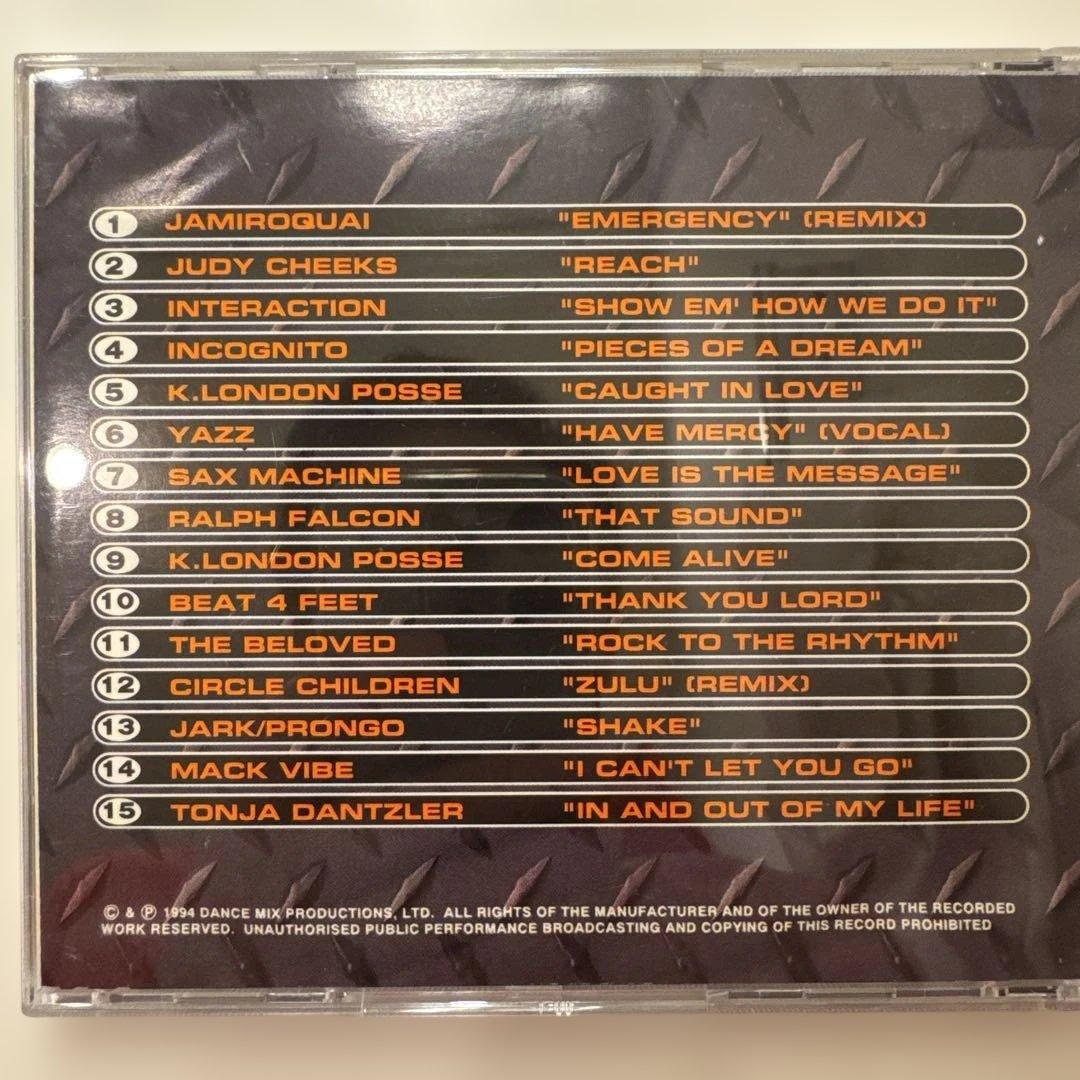 1 JAMIROQUAI "EMERGENCY" (REMIX)
2 JUDY CHEEKS "REACH"
3 INTERACTION "SHOW EM' HOW WE DO IT"
4 INCOGNITO "PIECES OF A DREAM"
5 K.LONDON POSSE "CAUGHT IN LOVE"
6 YAZZ "HAVE MERCY" (VOCAL)
7 SAX MACHINE "LOVE IS THE MESSAGE"
8 RALPH FALCON "THAT SOUND"
9 K.LONDON POSSE "COME ALIVE"
10 BEAT 4 FEET "THANK YOU LORD"
11 THE BELOVED "ROCK TO THE RHYTHM"
12 CIRCLE CHILDREN "ZULU" (REMIX)
13 JARK/PRONGO "SHAKE"
14 MACK VIBE "I CAN'T LET YOU GO"
15 TONJA DANTZLER "IN AND OUT OF MY LIFE"
© & ℗ 1994 DANCE MIX PRODUCTIONS, LTD. ALL RIGHTS OF THE MANUFACTURER AND OF THE OWNER OF THE RECORDED
WORK RESERVED. UNAUTHORISED PUBLIC PERFORMANCE BROADCASTING AND COPYING OF THIS RECORD PROHIBITED